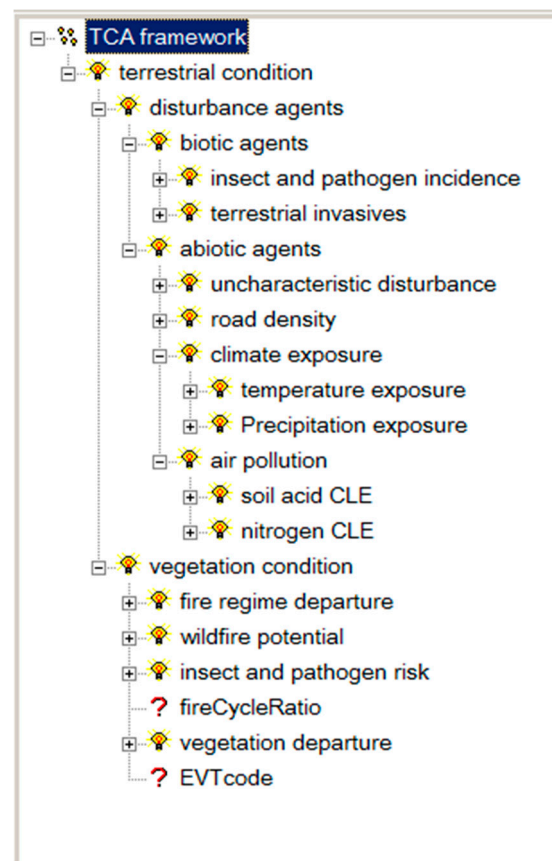 TCA framework
terrestrial condition
disturbance agents
biotic agents
insect and pathogen incidence
terrestrial invasives
abiotic agents
uncharacteristic disturbance
road density
climate exposure
temperature exposure
Precipitation exposure
air pollution
soil acid CLE
nitrogen CLE
vegetation condition
fire regime departure
wildfire potential
insect and pathogen risk
? fireCycleRatio
vegetation departure
? EVTcode